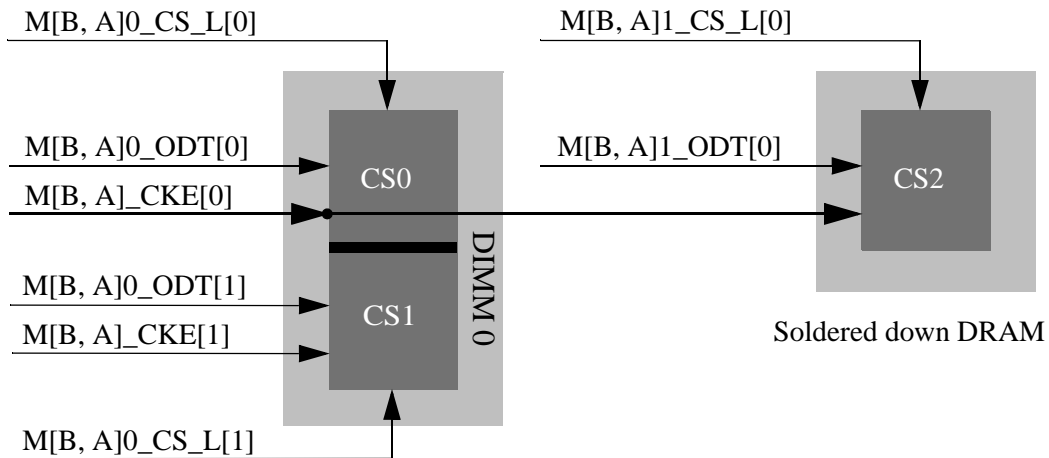 M[B, A]0_CS_L[0]
M[B, A]1_CS_L[0]
M[B, A]0_ODT[0]
M[B, A]1_ODT[0]
CS0
CS2
M[B, A]_CKE[0]
DIMM 0
M[B, A]0_ODT[1]
CS1
M[B, A]_CKE[1]
Soldered down DRAM
M[B, A]0_CS_L[1]